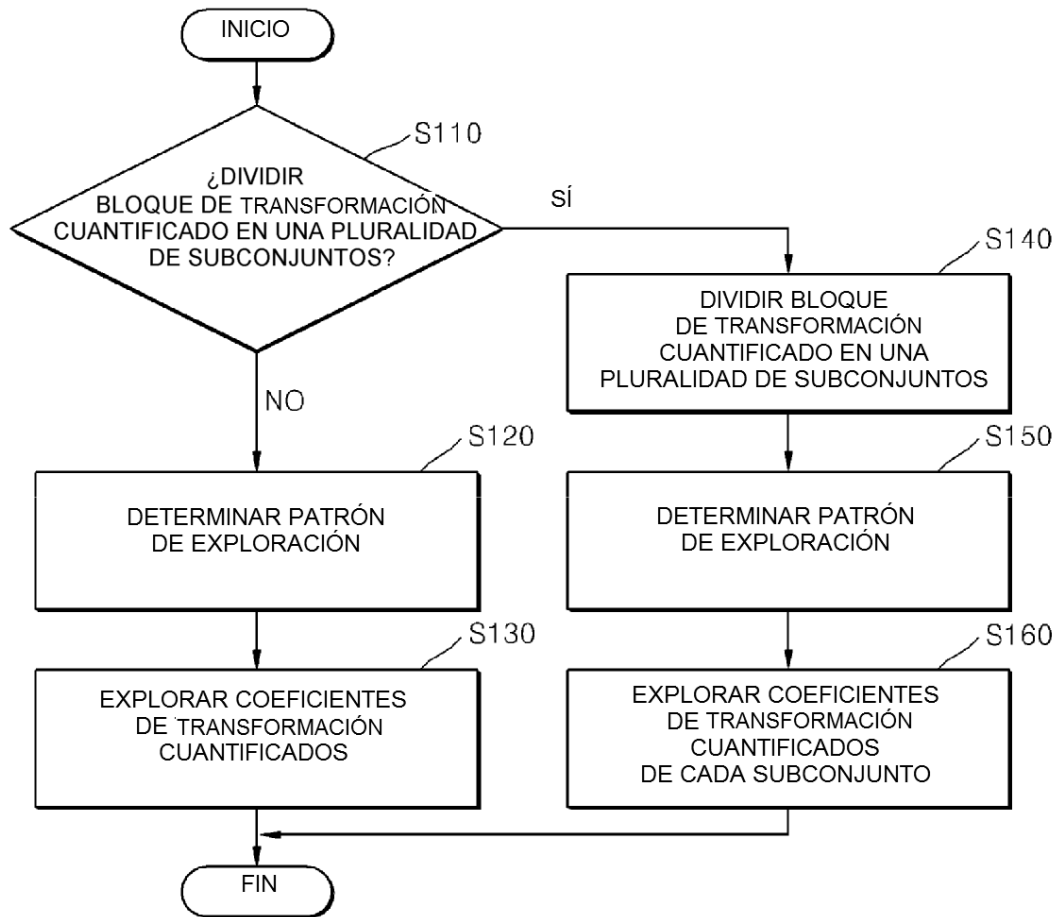 INICIO
S110
¿DIVIDIR
BLOQUE DE TRANSFORMACIÓN
CUANTIFICADO EN UNA PLURALIDAD
DE SUBCONJUNTOS?
SÍ
NO
S140
DIVIDIR BLOQUE
DE TRANSFORMACIÓN
CUANTIFICADO EN UNA
PLURALIDAD DE SUBCONJUNTOS
S120
DETERMINAR PATRÓN
DE EXPLORACIÓN
S150
DETERMINAR PATRÓN
DE EXPLORACIÓN
S130
EXPLORAR COEFICIENTES
DE TRANSFORMACIÓN
CUANTIFICADOS
S160
EXPLORAR COEFICIENTES
DE TRANSFORMACIÓN
CUANTIFICADOS
DE CADA SUBCONJUNTO
FIN